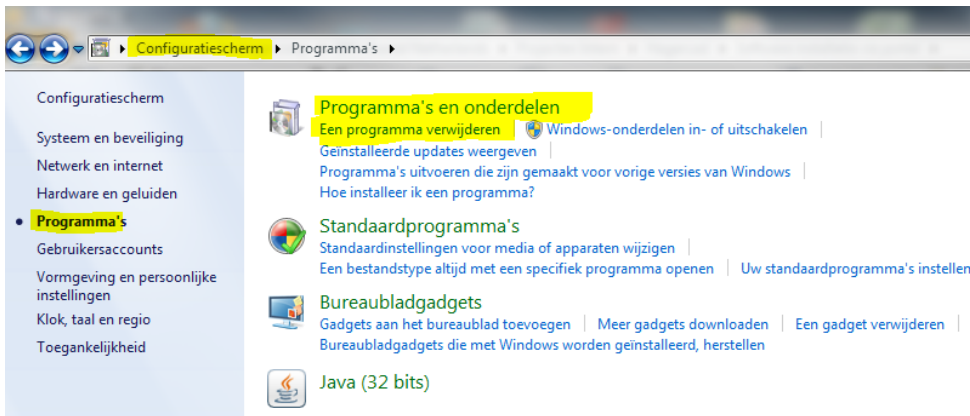 Configuratiescherm Programma's
Configuratiescherm
Systeem en beveiliging
Netwerk en internet
Hardware en geluiden
Programma's
Gebruikersaccounts
Vormgeving en persoonlijke
instellingen
Klok, taal en regio
Toegankelijkheid
Programma's en onderdelen
Een programma verwijderen Windows-onderdelen in- of uitschakelen
Geïnstalleerde updates weergeven
Programma's uitvoeren die zijn gemaakt voor vorige versies van Windows
Hoe installeer ik een programma?
Standaardprogramma's
Standaardinstellingen voor media of apparaten wijzigen
Een bestandstype altijd met een specifiek programma openen Uw standaardprogramma's instellen
Bureaubladgadgets
Gadgets aan het bureaublad toevoegen Meer gadgets downloaden Een gadget verwijderen
Bureaubladgadgets die met Windows worden geïnstalleerd, herstellen
Java (32 bits)